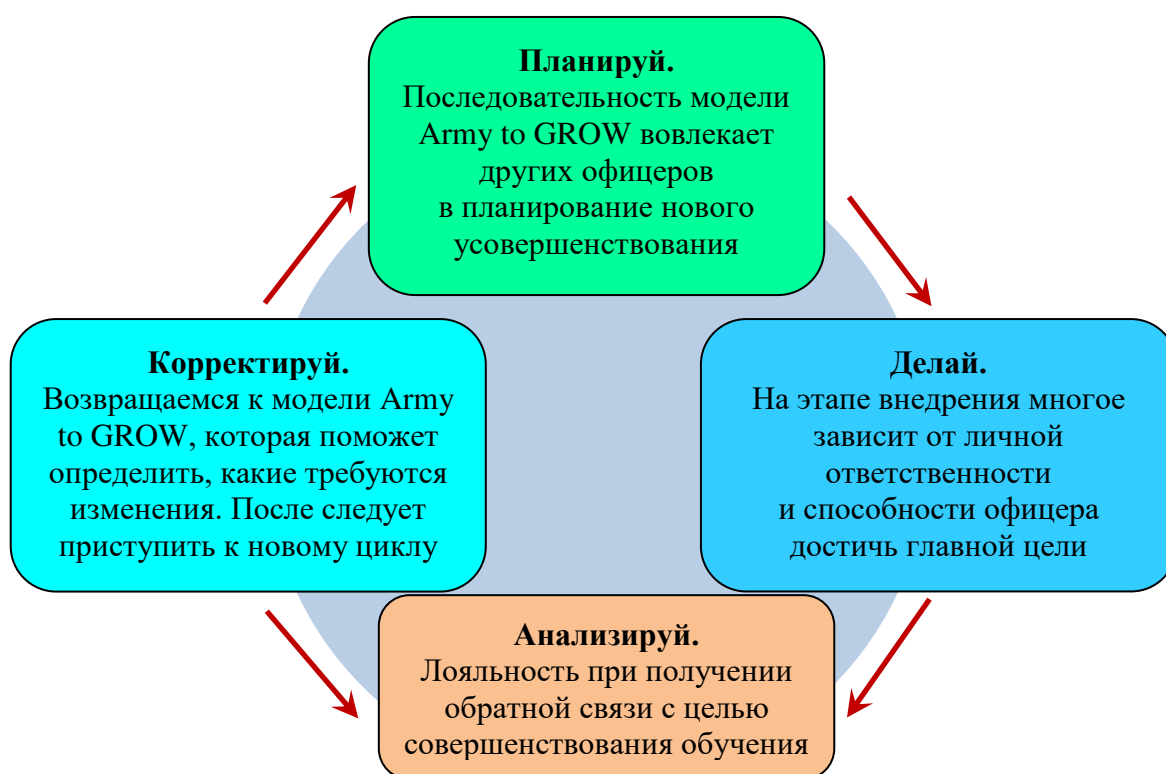 Планируй.
Последовательность модели
Army to GROW вовлекает
других офицеров
в планирование нового
усовершенствования
Корректируй.
Возвращаемся к модели Army
to GROW, которая поможет
определить, какие требуются
изменения. После следует
приступить к новому циклу
Делай.
На этапе внедрения многое
зависит от личной
ответственности
и способности офицера
достичь главной цели
Анализируй.
Лояльность при получении
обратной связи с целью
совершенствования обучения